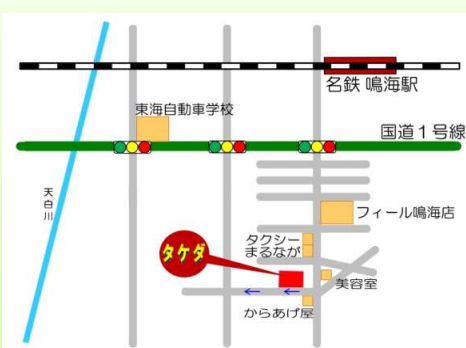 名鉄 鳴海駅
東海自動車学校
国道1号線
天白川
フィール鳴海店
タクシー
まるなが
タケダ
美容室
からあげ屋